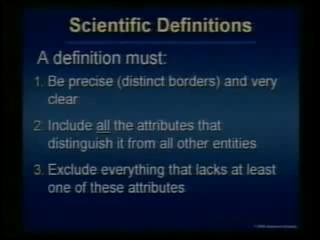 Scientific Definitions
A definition must:
1. Be precise (distinct borders) and very
clear
2. Include all the attributes that
distinguish it from all other entities
3. Exclude everything that lacks at least
one of these attributes